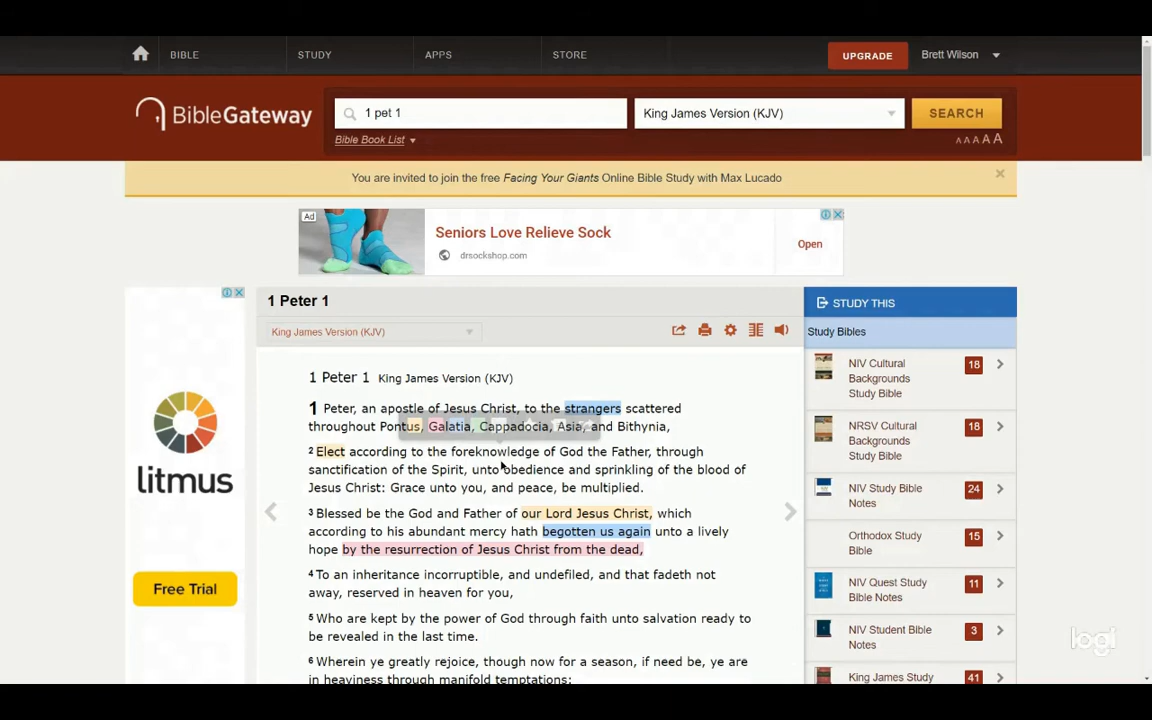 BIBLE
STUDY
APPS
STORE
UPGRADE
Brett Wilson
BibleGateway
1 pet 1
King James Version (KJV)
SEARCH
Bible Book List
A A A A A
You are invited to join the free Facing Your Giants Online Bible Study with Max Lucado
Ad
Seniors Love Relieve Sock
drsockshop.com
Open
litmus
Free Trial
1 Peter 1
King James Version (KJV)
1 Peter 1 King James Version (KJV)
1 Peter, an apostle of Jesus Christ, to the strangers scattered
throughout Pontus, Galatia, Cappadocia, Asia, and Bithynia,
2 Elect according to the foreknowledge of God the Father, through
sanctification of the Spirit, unto obedience and sprinkling of the blood of
Jesus Christ: Grace unto you, and peace, be multiplied.
3 Blessed be the God and Father of our Lord Jesus Christ, which
according to his abundant mercy hath begotten us again unto a lively
hope by the resurrection of Jesus Christ from the dead,
4 To an inheritance incorruptible, and undefiled, and that fadeth not
away, reserved in heaven for you,
5 Who are kept by the power of God through faith unto salvation ready to
be revealed in the last time.
6 Wherein ye greatly rejoice, though now for a season, if need be, ye are
in heaviness through manifold temptations:
STUDY THIS
Study Bibles
NIV Cultural
Backgrounds
Study Bible
18
NRSV Cultural
Backgrounds
Study Bible
18
NIV Study Bible
Notes
24
Orthodox Study
Bible
15
NIV Quest Study
Bible Notes
11
NIV Student Bible
Notes
3
King James Study
41
logi